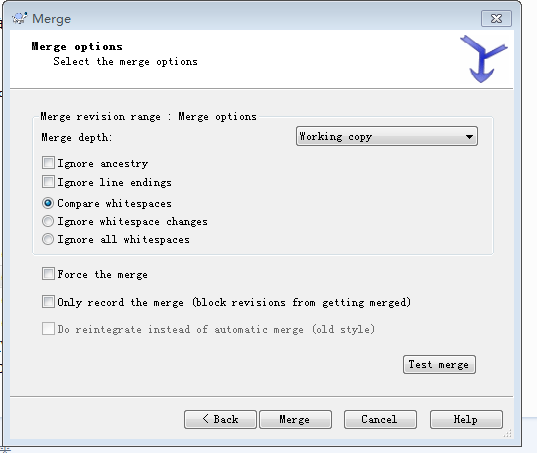 Merge
Merge options
Select the merge options
Merge revision range : Merge options
Merge depth:
Working copy
Ignore ancestry
Ignore line endings
Compare whitespaces
Ignore whitespace changes
Ignore all whitespaces
Force the merge
Only record the merge (block revisions from getting merged)
Do reintegrate instead of automatic merge (old style)
Test merge
< Back
Merge
Cancel
Help